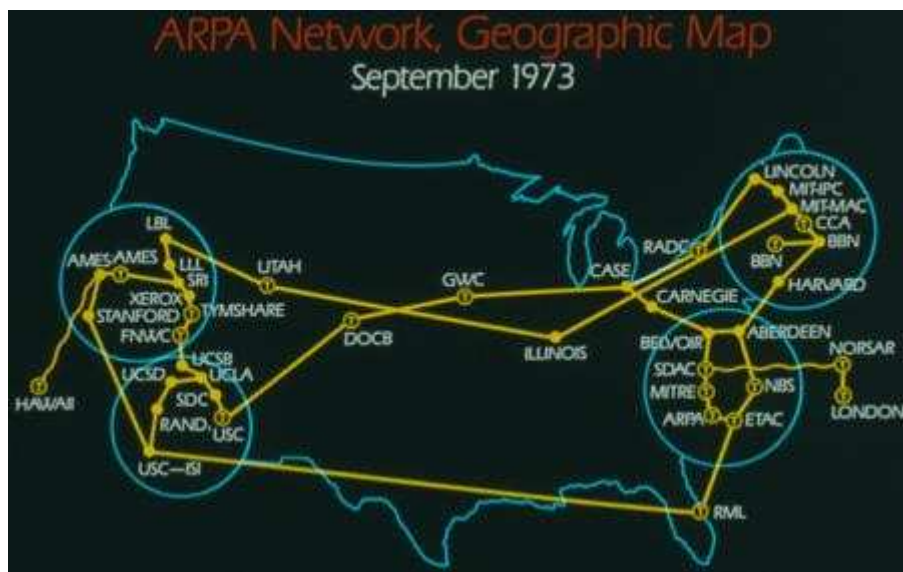 ARPA Network, Geographic Map
September 1973
LINCOLN
MIT-IPC
MIT-MAC
CCA
BBN
BBN
RADC
HARVARD
LBL
LLL
SRI
AMES
AMES
UTAH
XEROX
TYMSHARE
STANFORD
FNWC
GWC
CASE
CARNEGIE
DOCB
ILLINOIS
BELVOIR
ABERDEEN
NORSAR
UCSB
UCSD
UCLA
SDAC
HAWAII
SDC
MITRE
NBS
LONDON
RAND.
USC
ARPA
ETAC
USC—ISI
RML